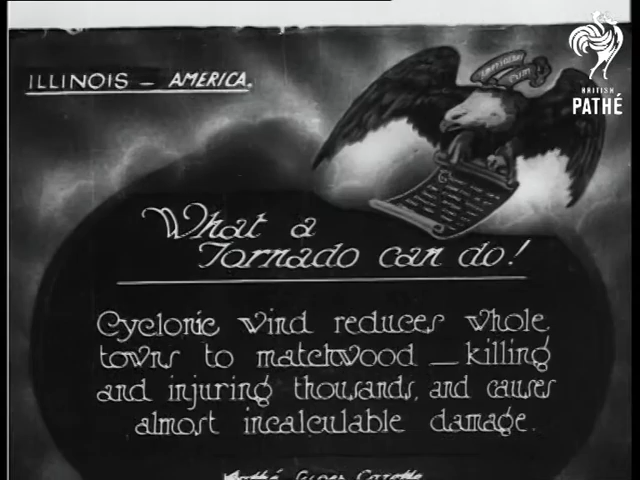 ILLINOIS — AMERICA.
BRITISH
PATHÉ
What a
Tornado can do!
Cyclonic wind reduces whole
towns to matchwood — killing
and injuring thousands, and causes
almost incalculable damage.